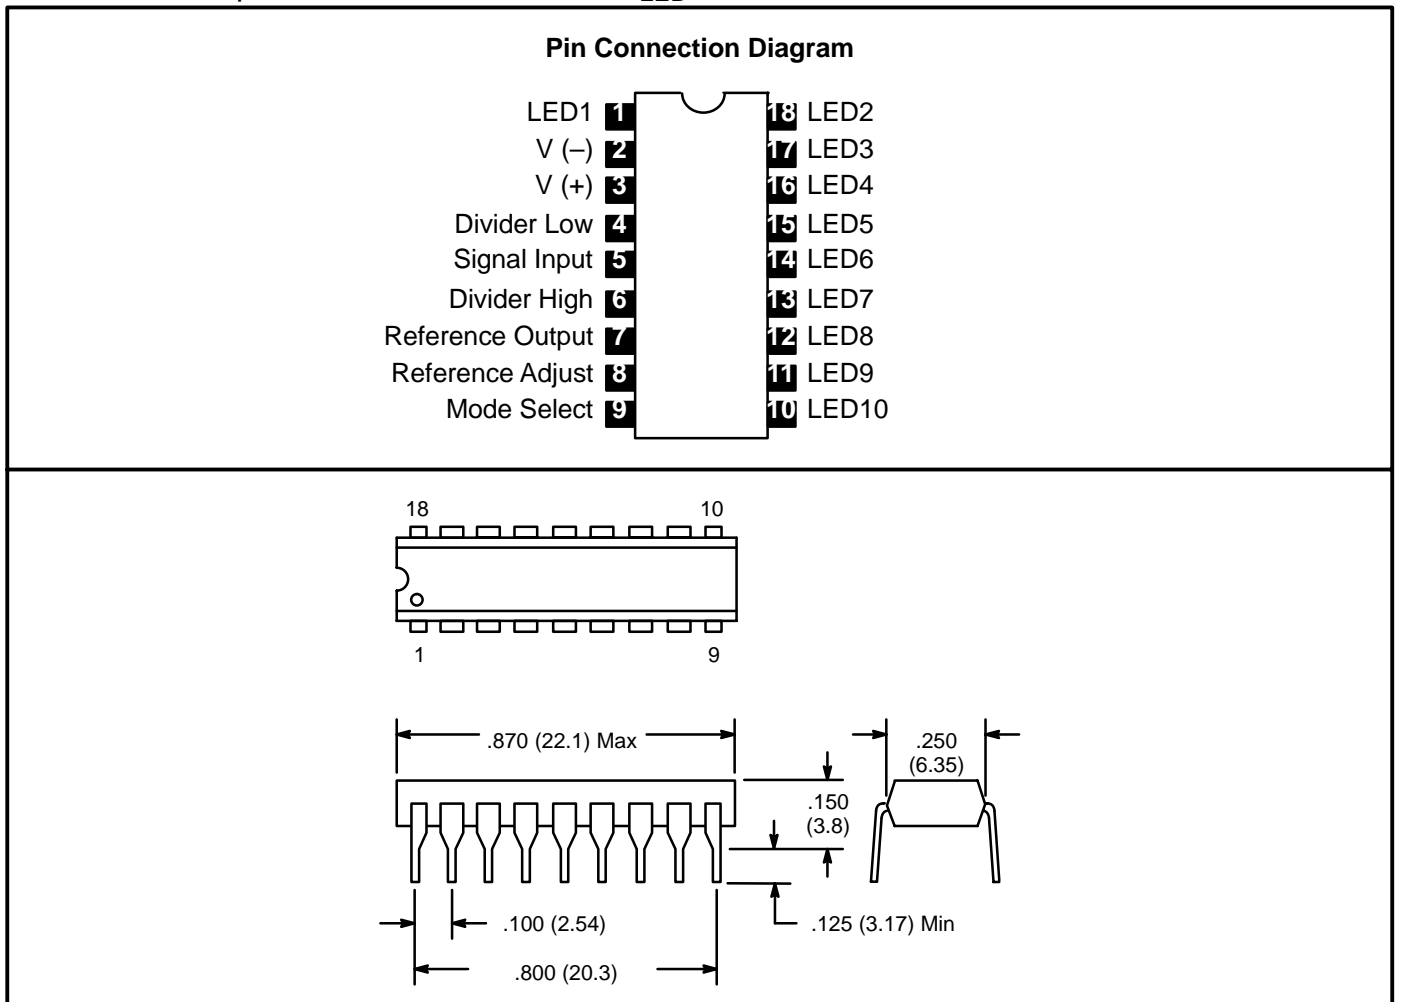 Pin Connection Diagram
LED1 1 18 LED2
V (–) 2 17 LED3
V (+) 3 16 LED4
Divider Low 4 15 LED5
Signal Input 5 14 LED6
Divider High 6 13 LED7
Reference Output 7 12 LED8
Reference Adjust 8 11 LED9
Mode Select 9 10 LED10
18 10
1 9
.870 (22.1) Max
.250
(6.35)
.150
(3.8)
.100 (2.54)
.125 (3.17) Min
.800 (20.3)